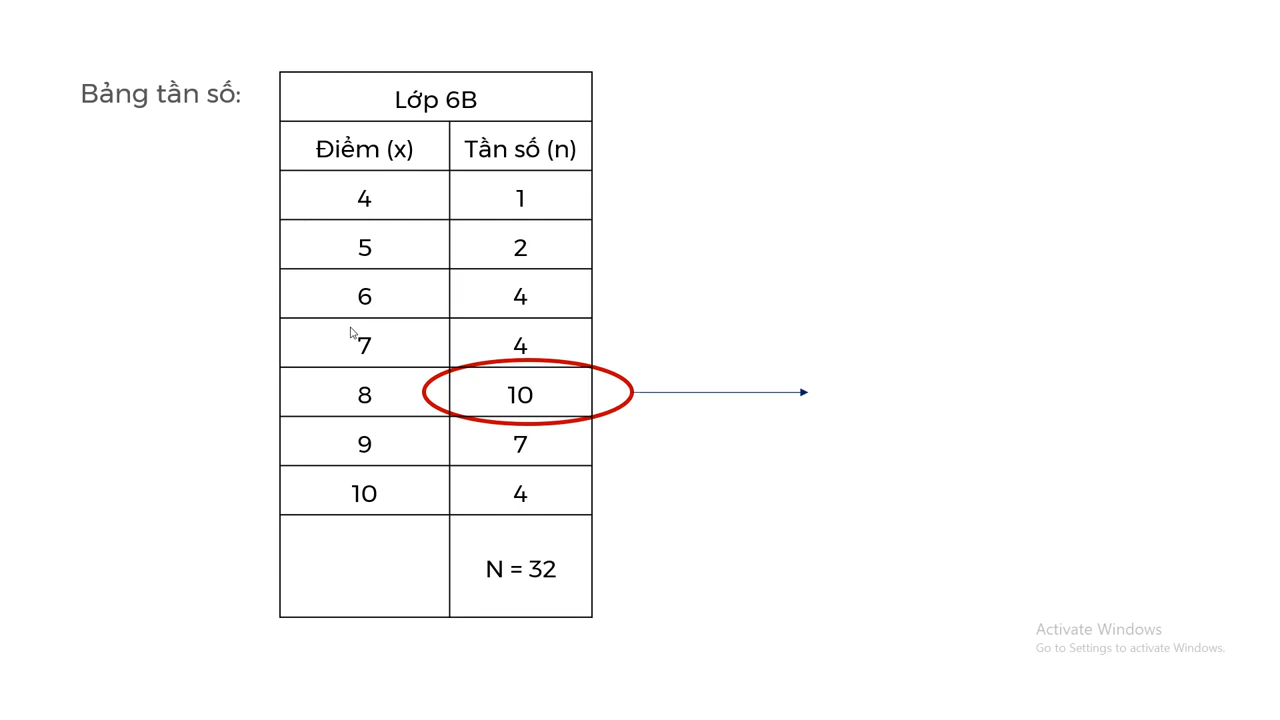 Bảng tần số:
Lớp 6B
Điểm (x) Tần số (n)
4 1
5 2
6 4
7 4
8 10
9 7
10 4
N = 32
Activate Windows
Go to Settings to activate Windows.